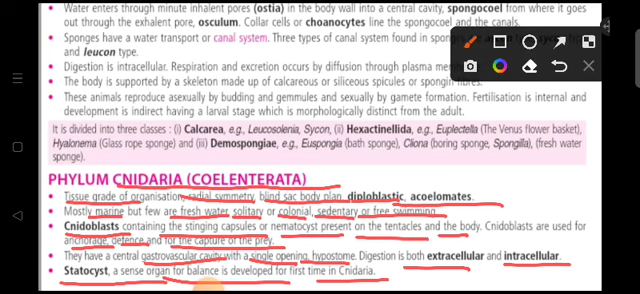 Water enters through minute inhalent pores (ostia) in the body wall into a central cavity, spongocoel from where it goes
out through the exhalent pore, osculum. Collar cells or choanocytes line the spongocoel and the canals.
Sponges have a water transport or canal system. Three types of canal system found in sponges
and leucon type.
Digestion is intracellular. Respiration and excretion occurs by diffusion through plasma
The body is supported by a skeleton made up of calcareous or siliceous spicules or spongin fibres.
These animals reproduce asexually by budding and gemmules and sexually by gamete formation. Fertilisation is internal and
development is indirect having a larval stage which is morphologically distinct from the adult.
It is divided into three classes : (i) Calcarea, e.g., Leucosolenia, Sycon, (ii) Hexactinellida, e.g., Euplectella (The Venus flower basket),
Hyalonema (Glass rope sponge) and (iii) Demospongiae, e.g., Euspongia (bath sponge), Cliona (boring sponge, Spongilla), (fresh water
sponge).
PHYLUM CNIDARIA (COELENTERATA)
Tissue grade of organisation, radial symmetry, blind sac body plan, diploblastic, acoelomates.
Mostly marine but few are fresh water, solitary or colonial, sedentary or free swimming.
Cnidoblasts containing the stinging capsules or nematocyst present on the tentacles and the body. Cnidoblasts are used for
anchorage, defence and for the capture of the prey.
They have a central gastrovascular cavity with a single opening, hypostome. Digestion is both extracellular and intracellular.
Statocyst, a sense organ for balance is developed for first time in Cnidaria.